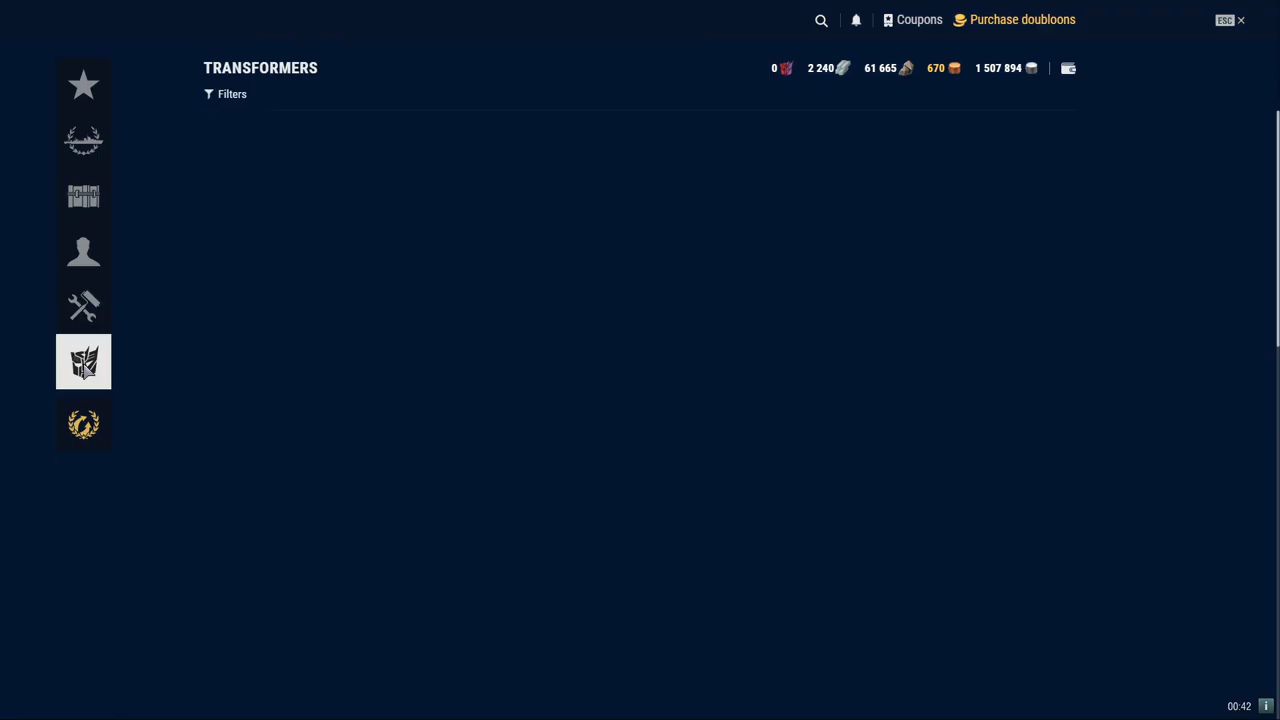 Coupons
Purchase doubloons
ESC ×
TRANSFORMERS
0
2 240
61 665
670
1 507 894
Filters
00:42
i